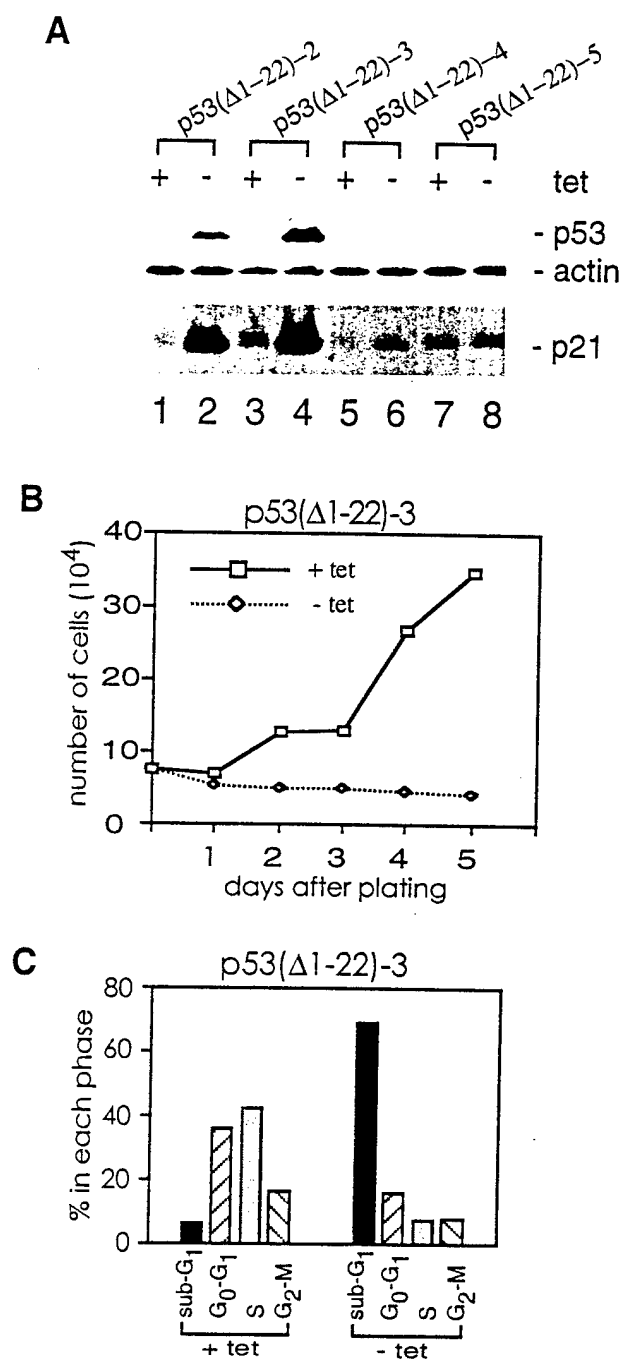 A
p53(Δ1-22)-2
p53(Δ1-22)-3
p53(Δ1-22)-4
p53(Δ1-22)-5
+ - + - + - + - tet
- p53
- actin
- p21
1 2 3 4 5 6 7 8
B
p53(Δ1-22)-3
number of cells (10⁴)
40
30
20
10
0
+ tet
- tet
1 2 3 4 5
days after plating
C
p53(Δ1-22)-3
% in each phase
80
60
40
20
0
sub-G₁ G₀-G₁ S G₂-M sub-G₁ G₀-G₁ S G₂-M
+ tet - tet